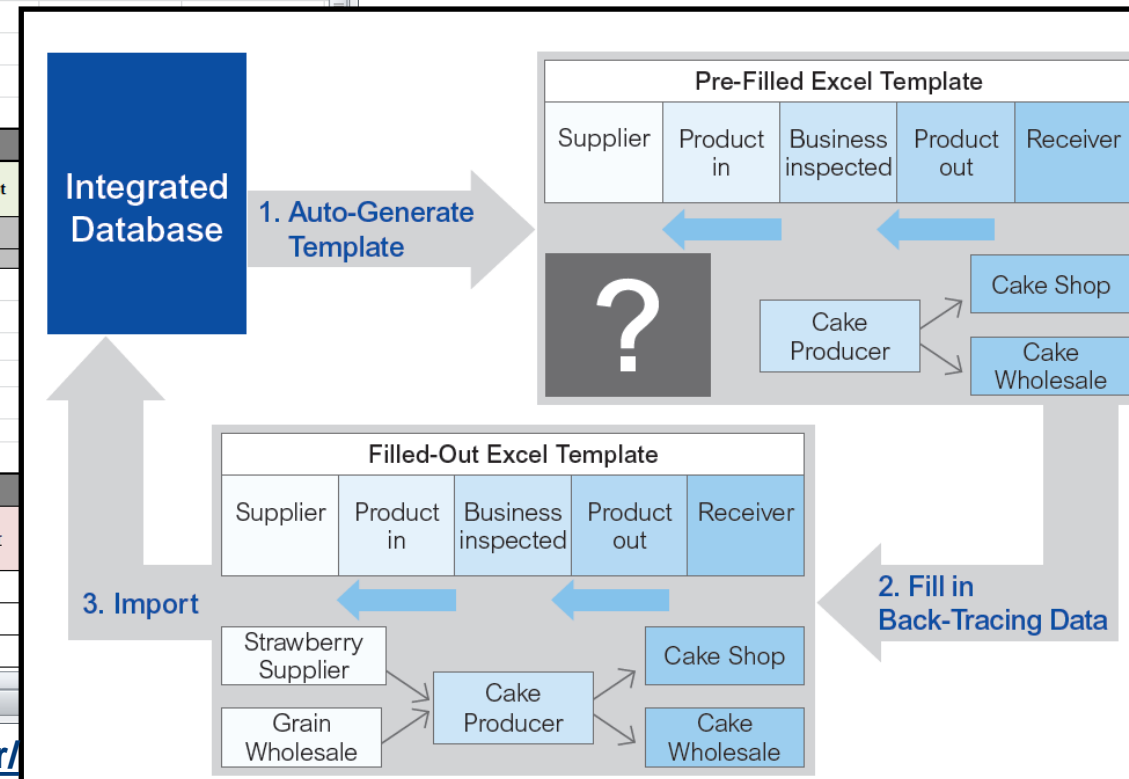 Integrated
Database
1. Auto-Generate
Template
Pre-Filled Excel Template
Supplier
Product
in
Business
inspected
Product
out
Receiver
?
Cake
Producer
Cake Shop
Cake
Wholesale
2. Fill in
Back-Tracing Data
Filled-Out Excel Template
Supplier
Product
in
Business
inspected
Product
out
Receiver
3. Import
Strawberry
Supplier
Grain
Wholesale
Cake
Producer
Cake Shop
Cake
Wholesale